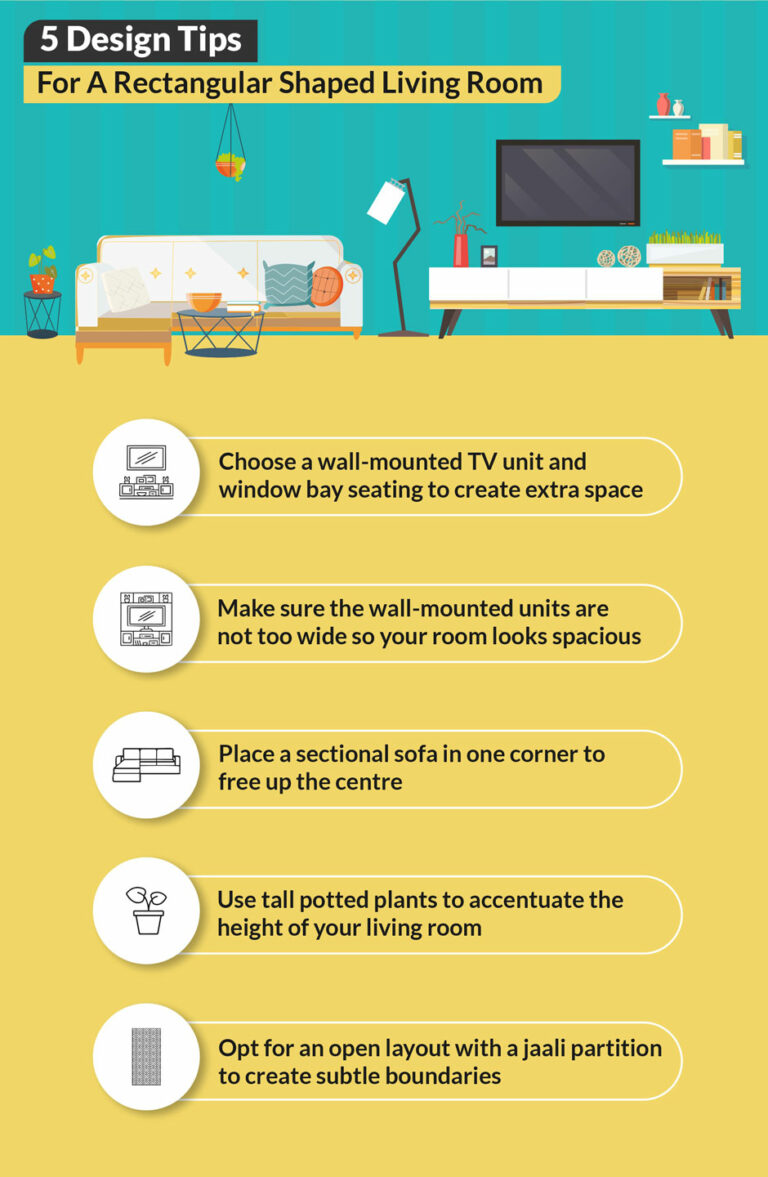 5 Design Tips
For A Rectangular Shaped Living Room
Choose a wall-mounted TV unit and
window bay seating to create extra space
Make sure the wall-mounted units are
not too wide so your room looks spacious
Place a sectional sofa in one corner to
free up the centre
Use tall potted plants to accentuate the
height of your living room
Opt for an open layout with a jaali partition
to create subtle boundaries